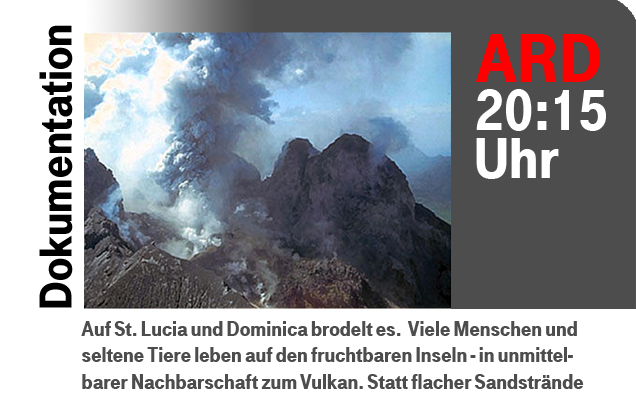 Dokumentation
ARD
20:15
Uhr
Auf St. Lucia und Dominica brodelt es. Viele Menschen und
seltene Tiere leben auf den fruchtbaren Inseln - in unmittel-
barer Nachbarschaft zum Vulkan. Statt flacher Sandstrände